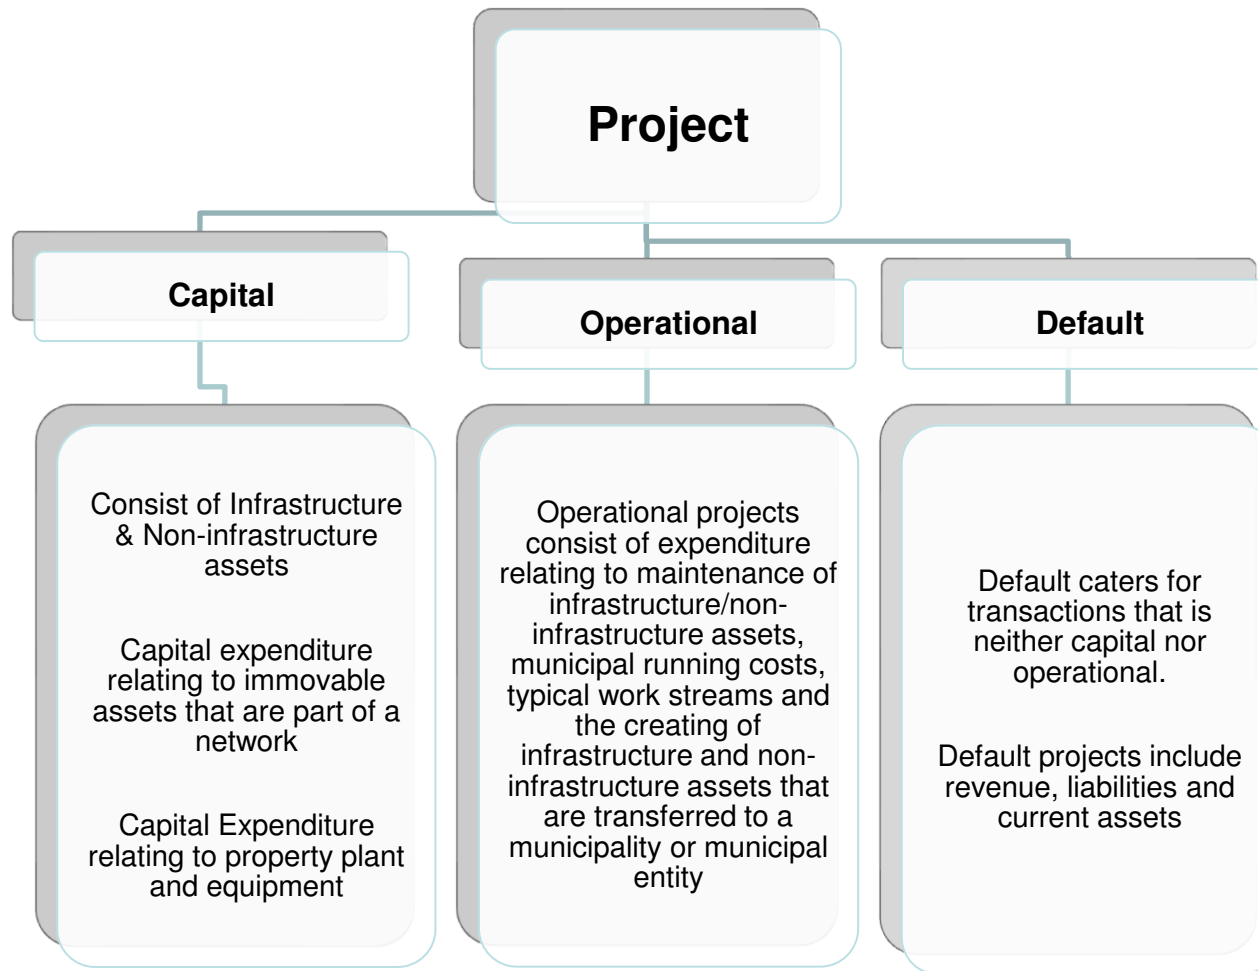 Project
Capital
Operational
Default
Consist of Infrastructure
& Non-infrastructure
assets
Capital expenditure
relating to immovable
assets that are part of a
network
Capital Expenditure
relating to property plant
and equipment
Operational projects
consist of expenditure
relating to maintenance of
infrastructure/non-
infrastructure assets,
municipal running costs,
typical work streams and
the creating of
infrastructure and non-
infrastructure assets that
are transferred to a
municipality or municipal
entity
Default caters for
transactions that is
neither capital nor
operational.
Default projects include
revenue, liabilities and
current assets